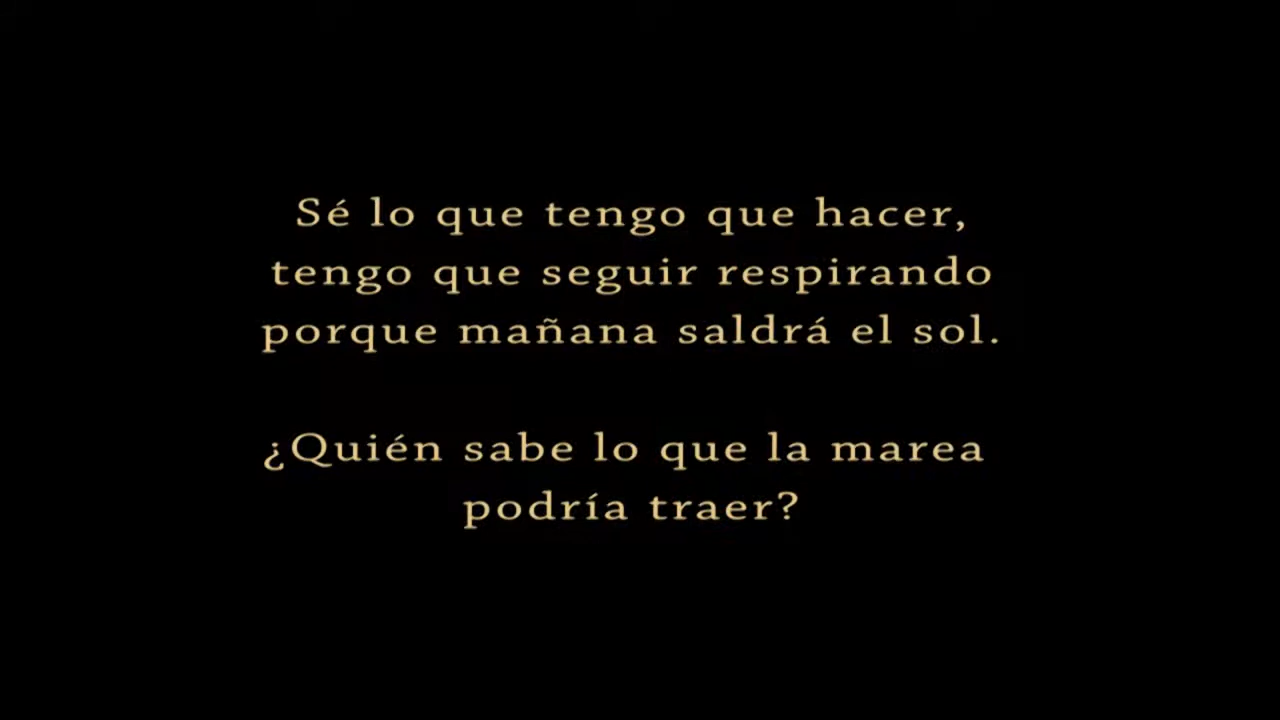 Sé lo que tengo que hacer,
tengo que seguir respirando
porque mañana saldrá el sol.
¿Quién sabe lo que la marea
podría traer?